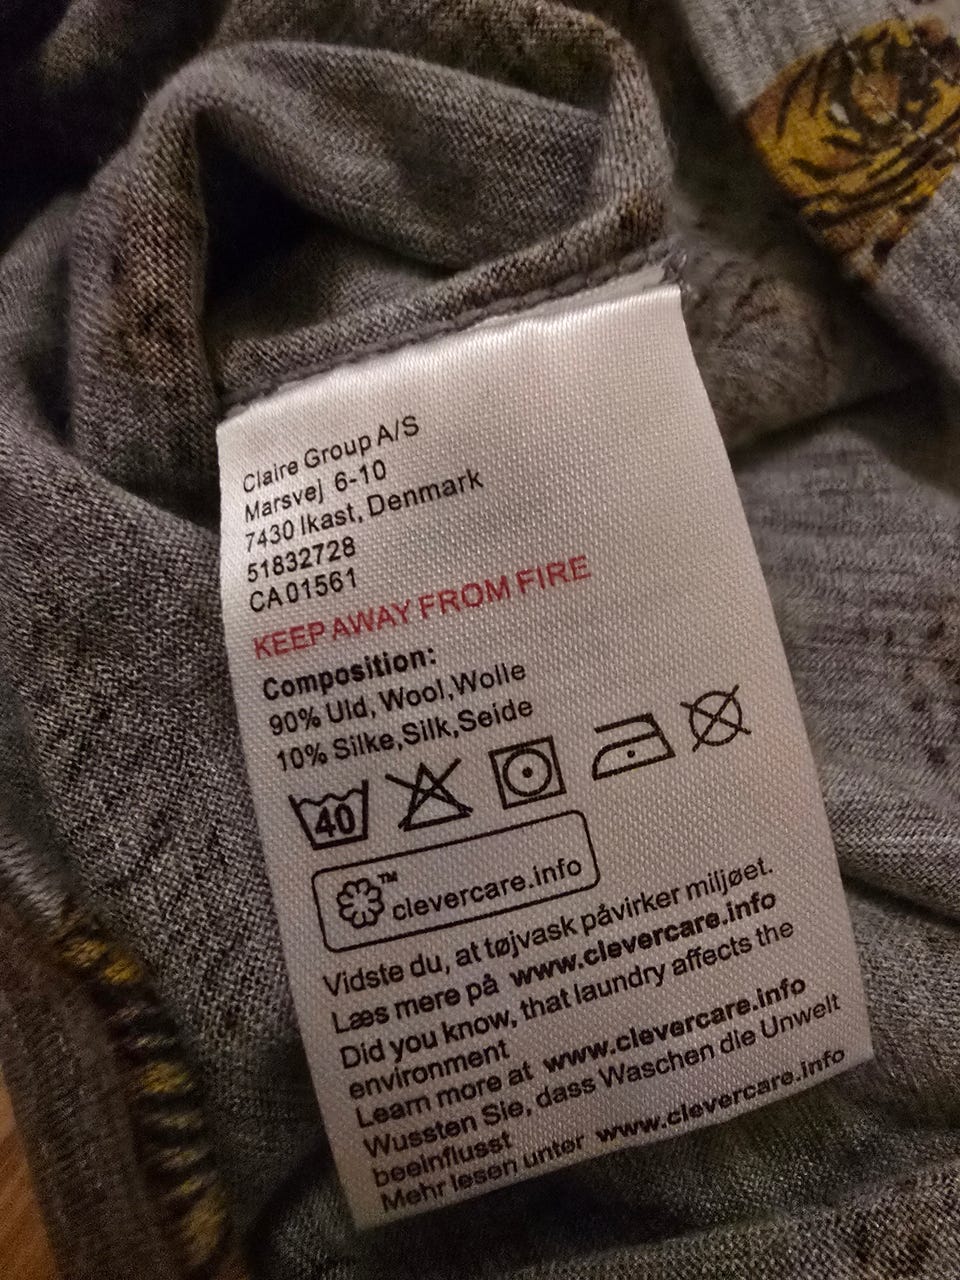 Claire Group A/S
Marsvej 6-10
7430 Ikast, Denmark
51832728
CA01561
KEEP AWAY FROM FIRE
Composition:
90% Uld, Wool,Wolle
10% Silke,Silk,Seide
40
TM clevercare.info
Vidste du, at tøjvask påvirker miljøet.
Læs mere på www.clevercare.info
Did you know, that laundry affects the
environment
Learn more at www.clevercare.info
Wussten Sie, dass Waschen die Unwelt
beeinflusst
Mehr lesen unter www.clevercare.info